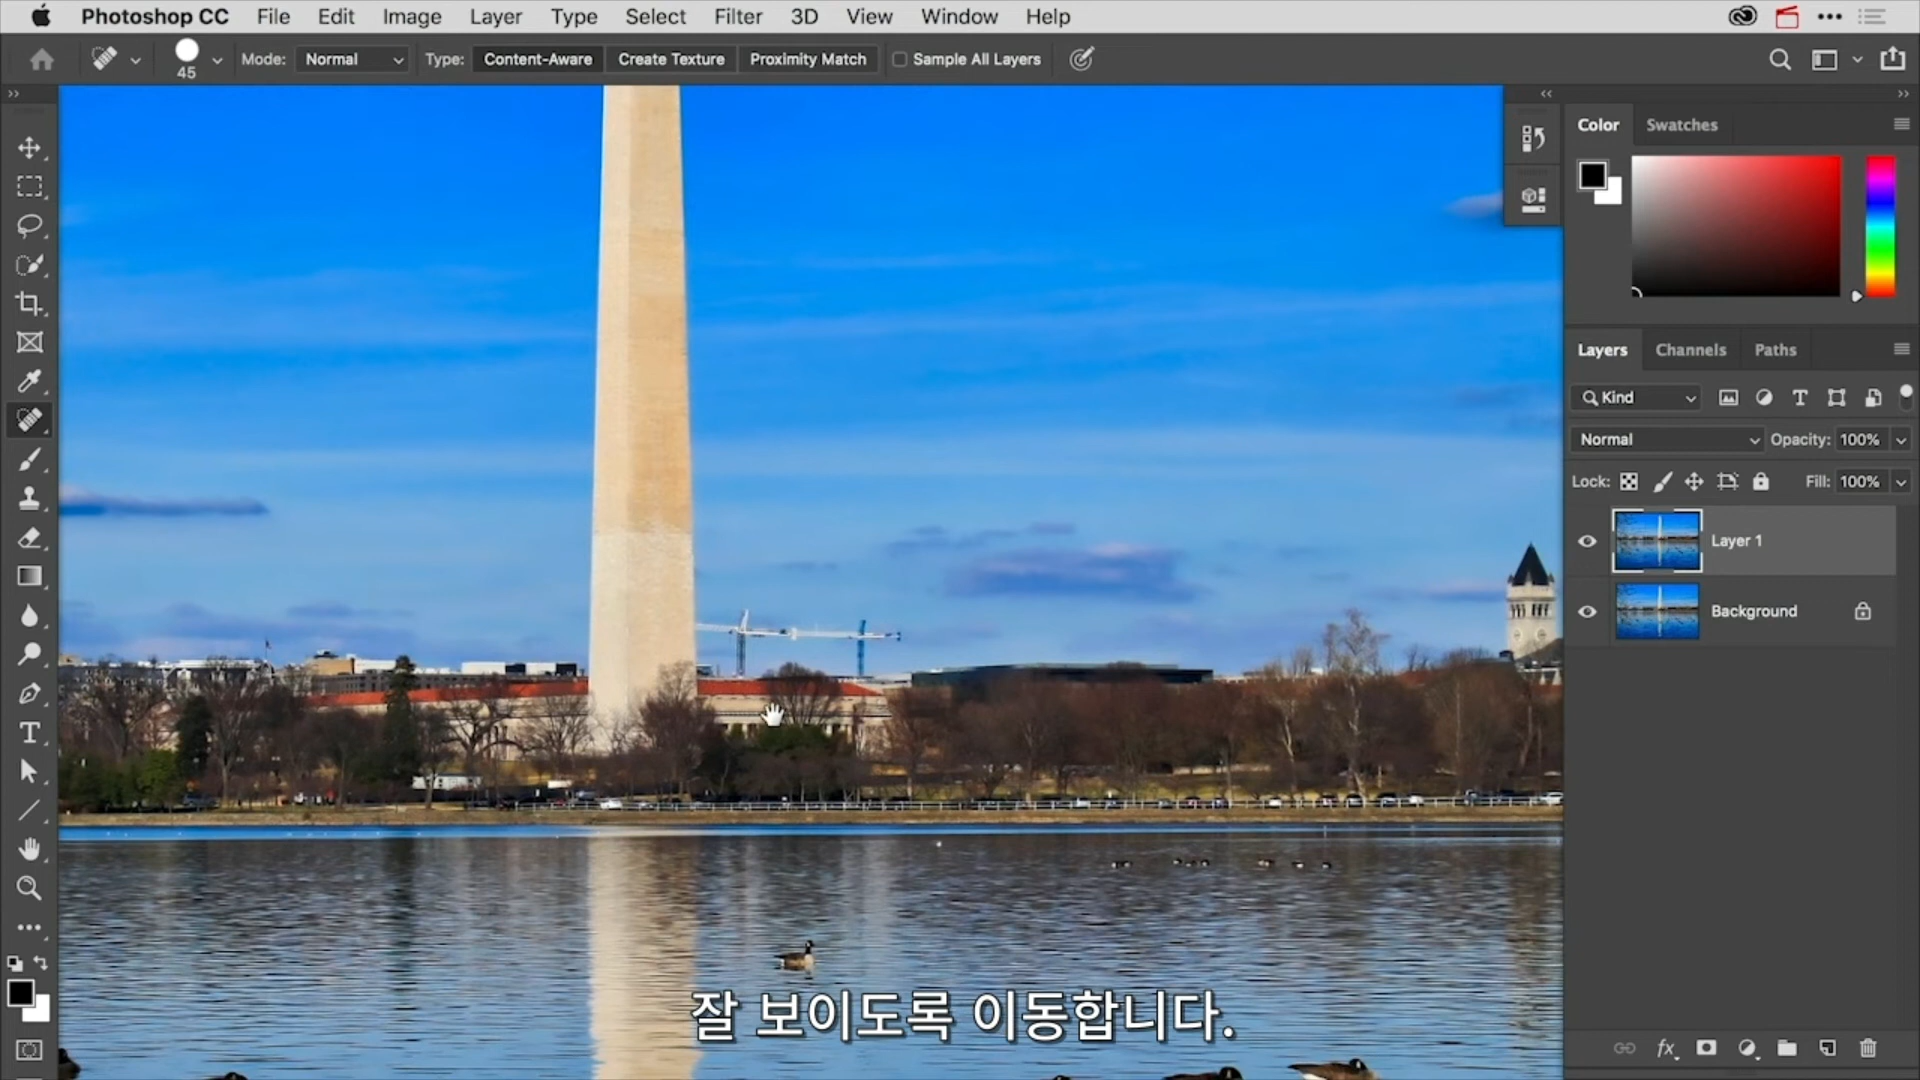 Photoshop CC File Edit Image Layer Type Select Filter 3D View Window Help
45 Mode: Normal Type: Content-Aware Create Texture Proximity Match Sample All Layers
Color Swatches
Layers Channels Paths
Kind
Normal Opacity: 100%
Lock: Fill: 100%
Layer 1
Background
fx
잘 보이도록 이동합니다.